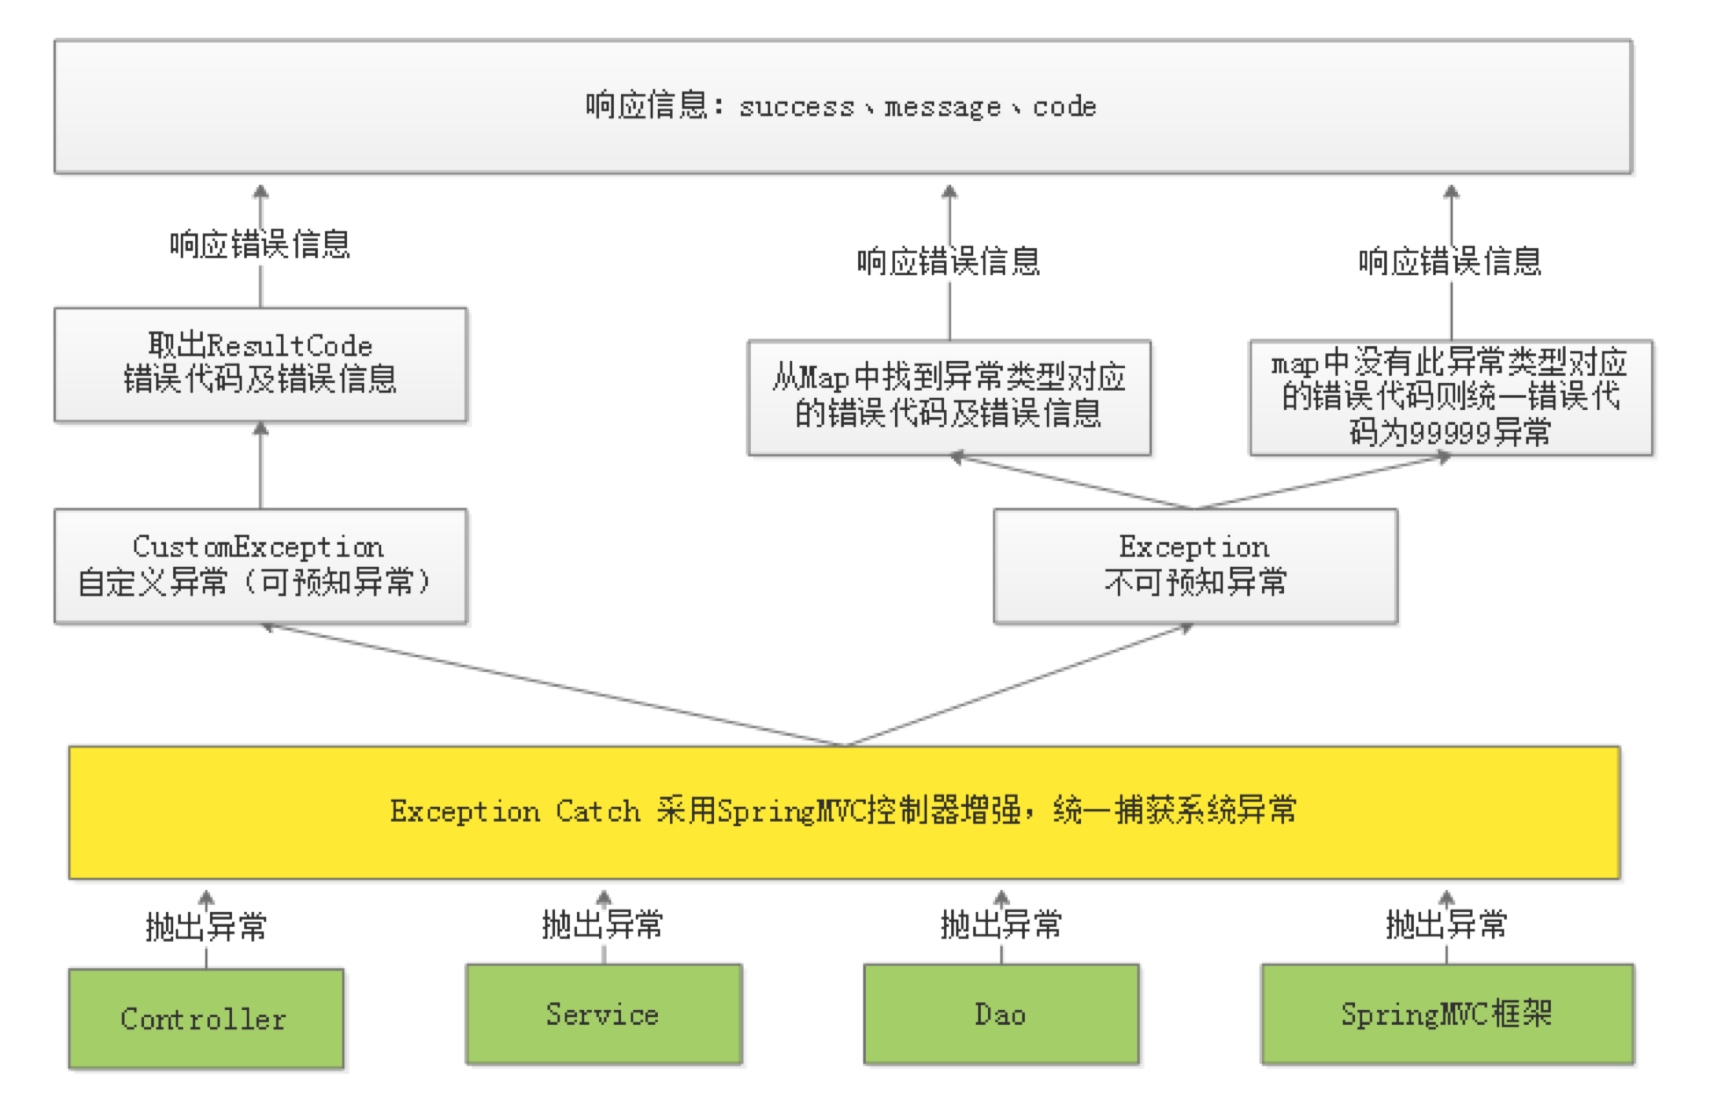 响应信息：success、message、code
响应错误信息
响应错误信息
响应错误信息
取出ResultCode
错误代码及错误信息
从Map中找到异常类型对应
的错误代码及错误信息
map中没有此异常类型对应
的错误代码则统一错误代
码为99999异常
CustomException
自定义异常（可预知异常）
Exception
不可预知异常
Exception Catch 采用SpringMVC控制器增强，统一捕获系统异常
抛出异常
抛出异常
抛出异常
抛出异常
Controller
Service
Dao
SpringMVC框架